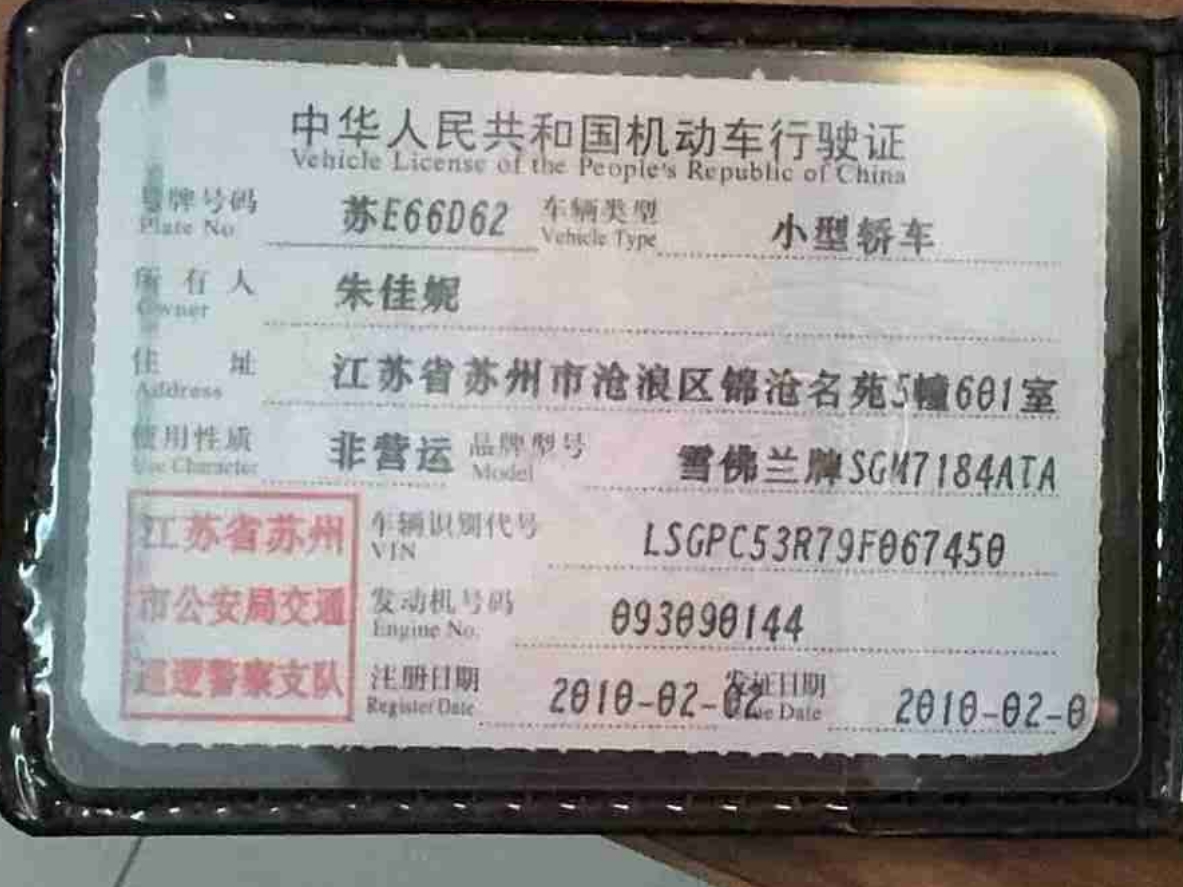 中华人民共和国机动车行驶证
Vehicle License of the People's Republic of China
号牌号码 苏E66D62 车辆类型 小型轿车
Plate No. Vehicle Type
所有人 朱佳妮
Owner
住址 江苏省苏州市沧浪区锦沧名苑5幢601室
Address
使用性质 非营运 品牌型号 雪佛兰牌SGM7184ATA
Use Character Model
江苏省苏州
市公安局交通
巡逻警察支队
车辆识别代号 LSGPC53R79F067450
VIN
发动机号码 093090144
Engine No.
注册日期 2010-02-02 发证日期 2010-02-0
Register Date Issue Date